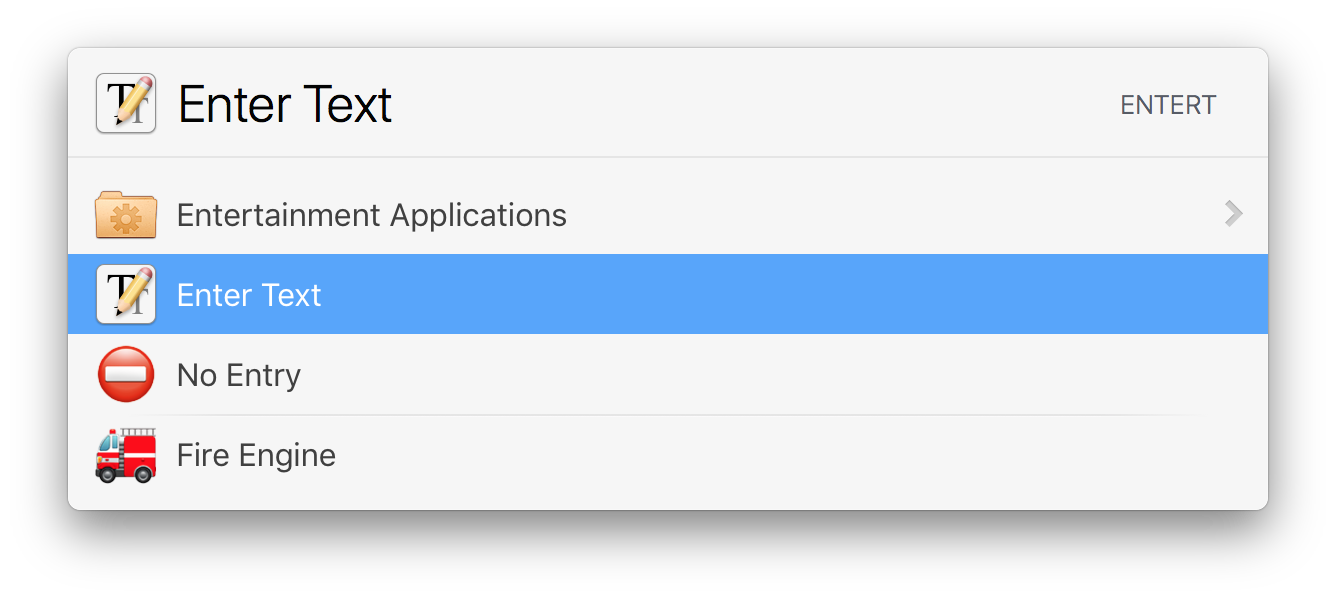 Enter Text
ENTERT
Entertainment Applications
Enter Text
No Entry
Fire Engine